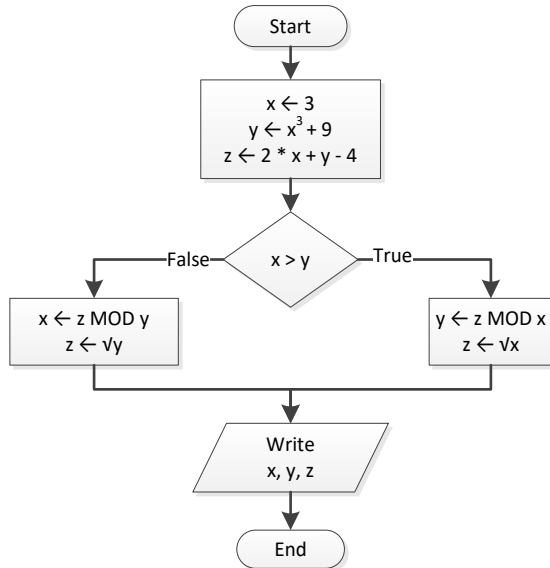 Start
x ← 3
y ← x³ + 9
z ← 2 * x + y - 4
x > y
False
True
x ← z MOD y
z ← √y
y ← z MOD x
z ← √x
Write
x, y, z
End